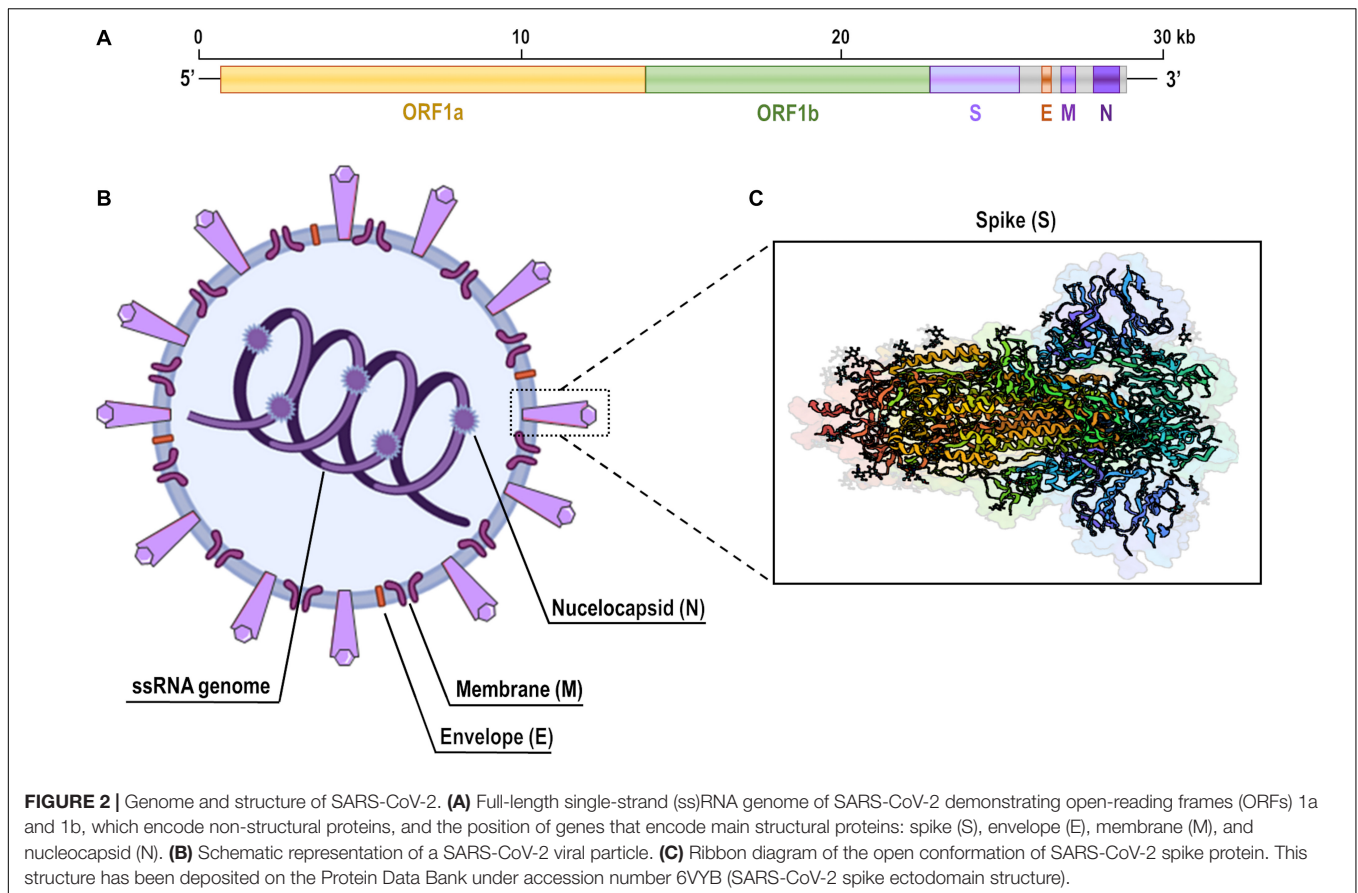 A
0 10 20 30 kb
5’ 3’
ORF1a ORF1b S E M N
B
C
Spike (S)
Nucelocapsid (N)
ssRNA genome
Membrane (M)
Envelope (E)
FIGURE 2 | Genome and structure of SARS-CoV-2. (A) Full-length single-strand (ss)RNA genome of SARS-CoV-2 demonstrating open-reading frames (ORFs) 1a
and 1b, which encode non-structural proteins, and the position of genes that encode main structural proteins: spike (S), envelope (E), membrane (M), and
nucleocapsid (N). (B) Schematic representation of a SARS-CoV-2 viral particle. (C) Ribbon diagram of the open conformation of SARS-CoV-2 spike protein. This
structure has been deposited on the Protein Data Bank under accession number 6VYB (SARS-CoV-2 spike ectodomain structure).